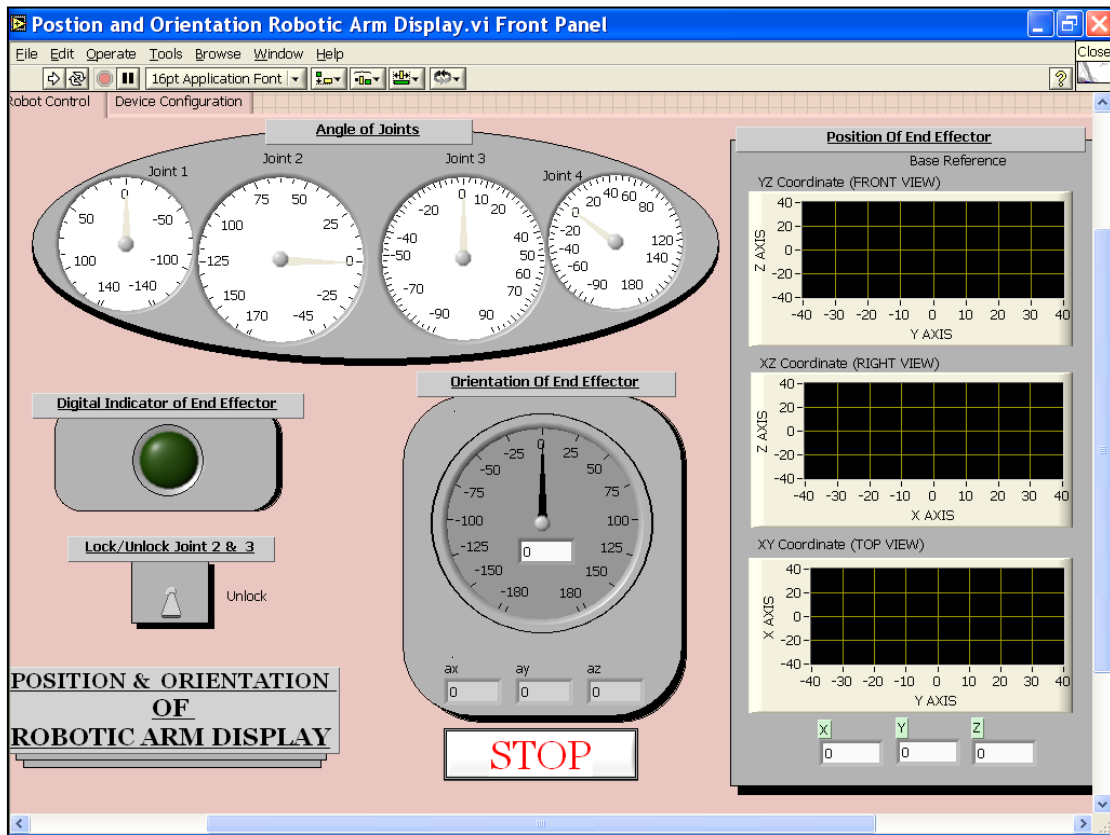 Postion and Orientation Robotic Arm Display.vi Front Panel
File Edit Operate Tools Browse Window Help
Close
16pt Application Font
?
Robot Control Device Configuration
Angle of Joints
Joint 1
0
50 -50
100 -100
140 -140
Joint 2
75 50
100 25
125 0
150 -25
170 -45
Joint 3
0 10
-20 20
-40 40
-50 50
60
-70 70
-90 90
Joint 4
20 40 60
0 80
-20
-40 120
-60 140
-90 180
Digital Indicator of End Effector
Lock/Unlock Joint 2 & 3
Unlock
POSITION & ORIENTATION
OF
ROBOTIC ARM DISPLAY
Orientation Of End Effector
0
-25 25
-50 50
-75 75
-100 100
-125 125
-150 150
-180 180
0
ax ay az
0 0 0
STOP
Position Of End Effector
Base Reference
YZ Coordinate (FRONT VIEW)
Z AXIS
40
20
0
-20
-40
-40 -30 -20 -10 0 10 20 30 40
Y AXIS
XZ Coordinate (RIGHT VIEW)
Z AXIS
40
20
0
-20
-40
-40 -30 -20 -10 0 10 20 30 40
X AXIS
XY Coordinate (TOP VIEW)
X AXIS
40
20
0
-20
-40
-40 -30 -20 -10 0 10 20 30 40
Y AXIS
X Y Z
0 0 0